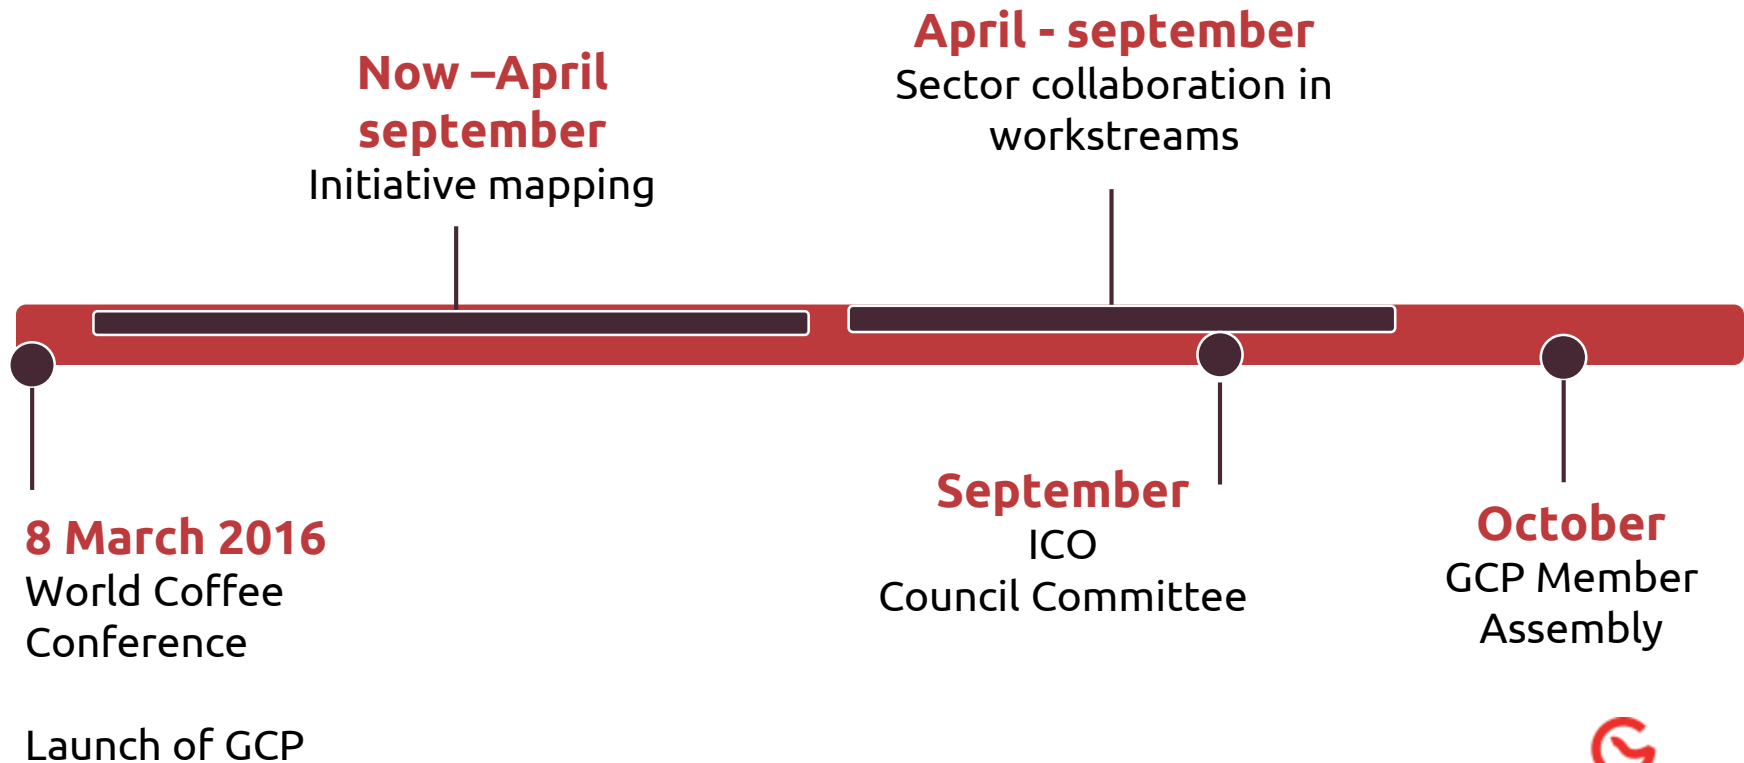 Now –April
september
Initiative mapping
April - september
Sector collaboration in
workstreams
8 March 2016
World Coffee
Conference
Launch of GCP
September
ICO
Council Committee
October
GCP Member
Assembly